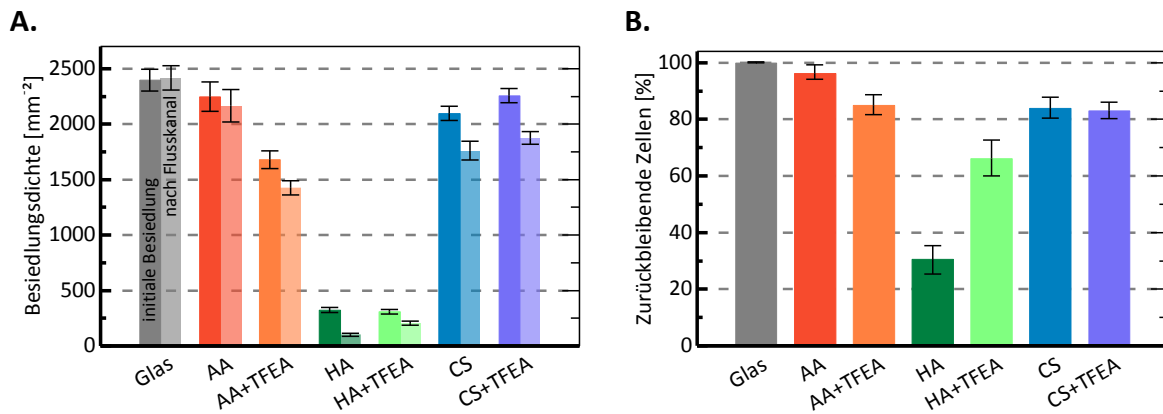 A.
Besiedlungsdichte [mm⁻²]
2500
2000
1500
1000
500
0
initiale Besiedlung
nach Flusskanal
Glas
AA
AA+TFEA
HA
HA+TFEA
CS
CS+TFEA
B.
Zurückbleibende Zellen [%]
100
80
60
40
20
0
Glas
AA
AA+TFEA
HA
HA+TFEA
CS
CS+TFEA